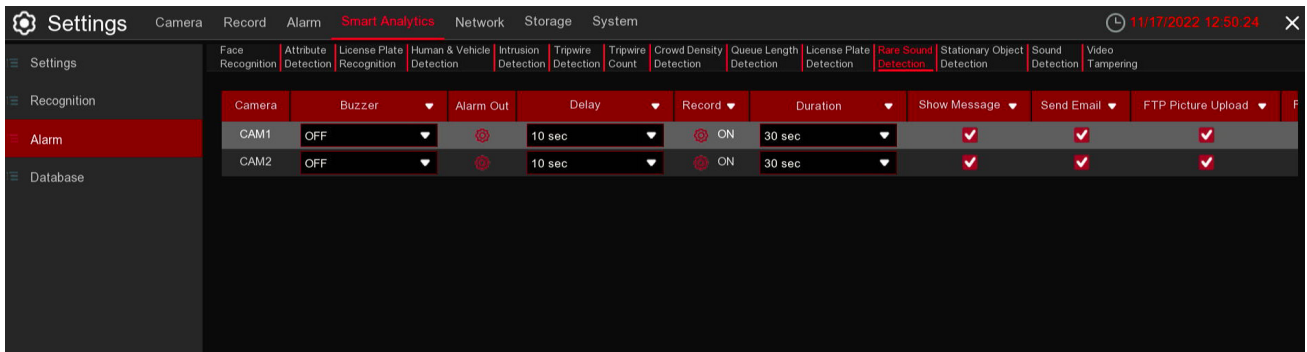 Settings Camera Record Alarm Smart Analytics Network Storage System 11/17/2022 12:50:24
Settings
Recognition
Alarm
Database
Face Recognition Attribute Detection License Plate Recognition Human & Vehicle Detection Intrusion Detection Tripwire Detection Tripwire Count Crowd Density Detection Queue Length Detection License Plate Detection Rare Sound Detection Stationary Object Detection Sound Detection Video Tampering
Camera Buzzer Alarm Out Delay Record Duration Show Message Send Email FTP Picture Upload F
CAM1 OFF 10 sec ON 30 sec
CAM2 OFF 10 sec ON 30 sec